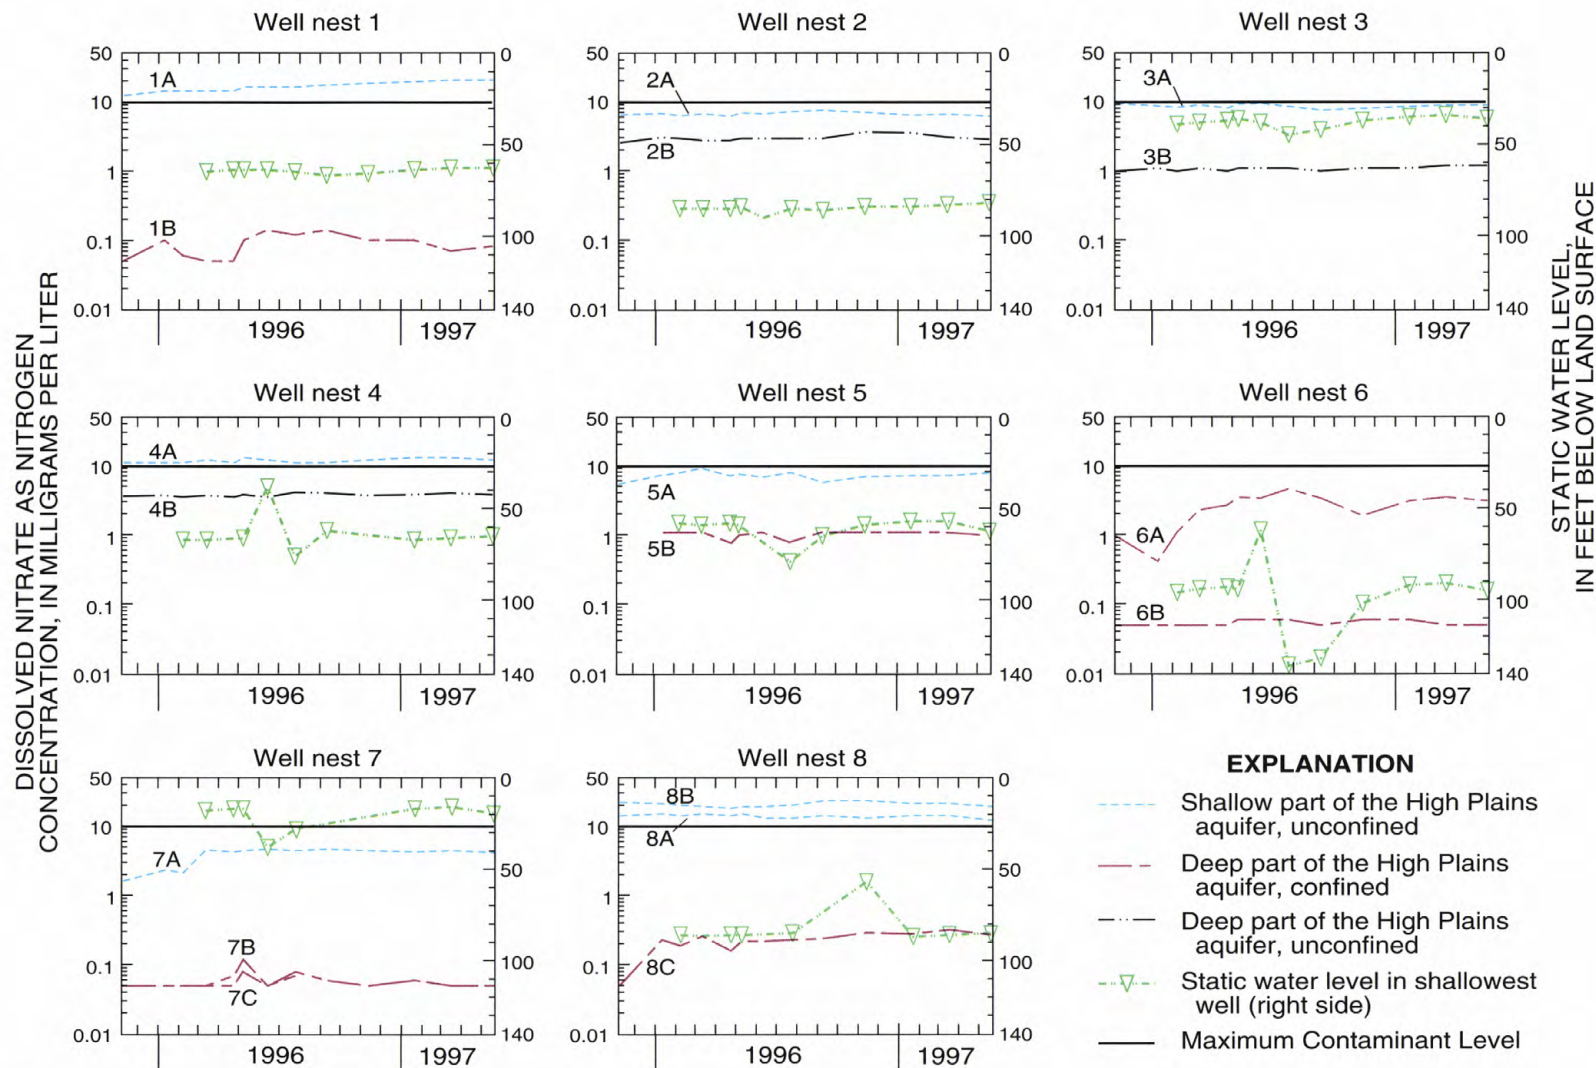 DISSOLVED NITRATE AS NITROGEN
CONCENTRATION, IN MILLIGRAMS PER LITER
Well nest 1
50
10
1
0.1
0.01
0
50
100
140
1A
1B
1996
1997
Well nest 2
50
10
1
0.1
0.01
0
50
100
140
2A
2B
1996
1997
Well nest 3
50
10
1
0.1
0.01
0
50
100
140
3A
3B
1996
1997
STATIC WATER LEVEL,
IN FEET BELOW LAND SURFACE
Well nest 4
50
10
1
0.1
0.01
0
50
100
140
4A
4B
1996
1997
Well nest 5
50
10
1
0.1
0.01
0
50
100
140
5A
5B
1996
1997
Well nest 6
50
10
1
0.1
0.01
0
50
100
140
6A
6B
1996
1997
Well nest 7
50
10
1
0.1
0.01
0
50
100
140
7A
7B
7C
1996
1997
Well nest 8
50
10
1
0.1
0.01
0
50
100
140
8B
8A
8C
1996
1997
EXPLANATION
Shallow part of the High Plains
aquifer, unconfined
Deep part of the High Plains
aquifer, confined
Deep part of the High Plains
aquifer, unconfined
Static water level in shallowest
well (right side)
Maximum Contaminant Level